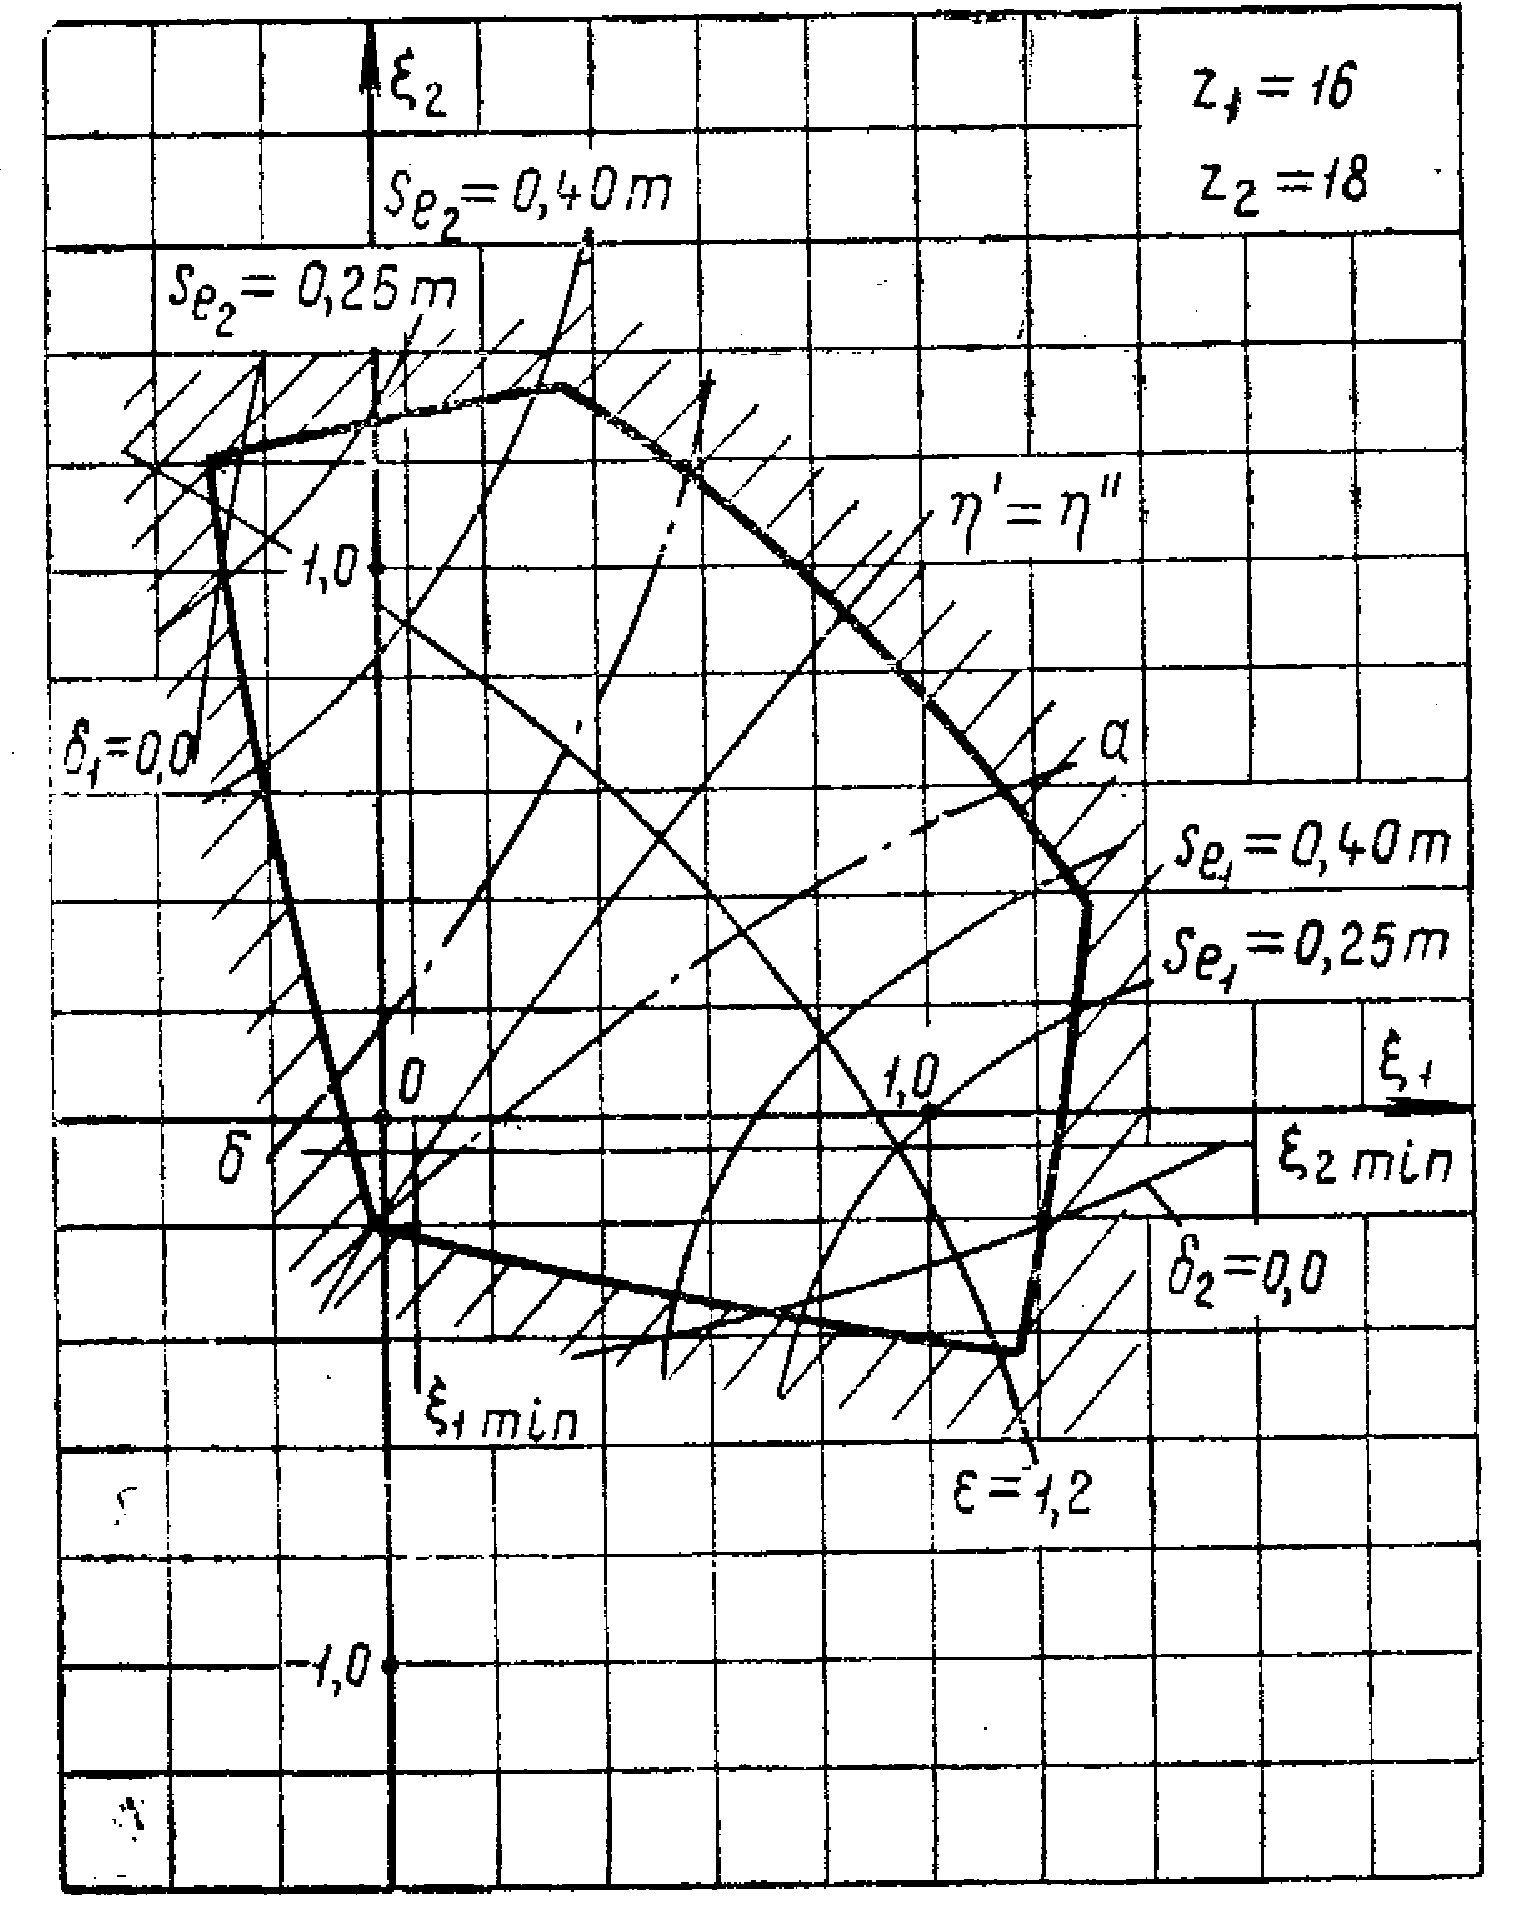 ξ₂
z₁ = 16
z₂ = 18
sₑ₂ = 0,40 m
sₑ₂ = 0,25 m
η' = η''
1,0
δ₁ = 0,0
а
sₑ₁ = 0,40 m
sₑ₁ = 0,25 m
0
1,0
ξ₁
б
ξ₂ min
δ₂ = 0,0
ξ₁ min
ε = 1,2
-1,0